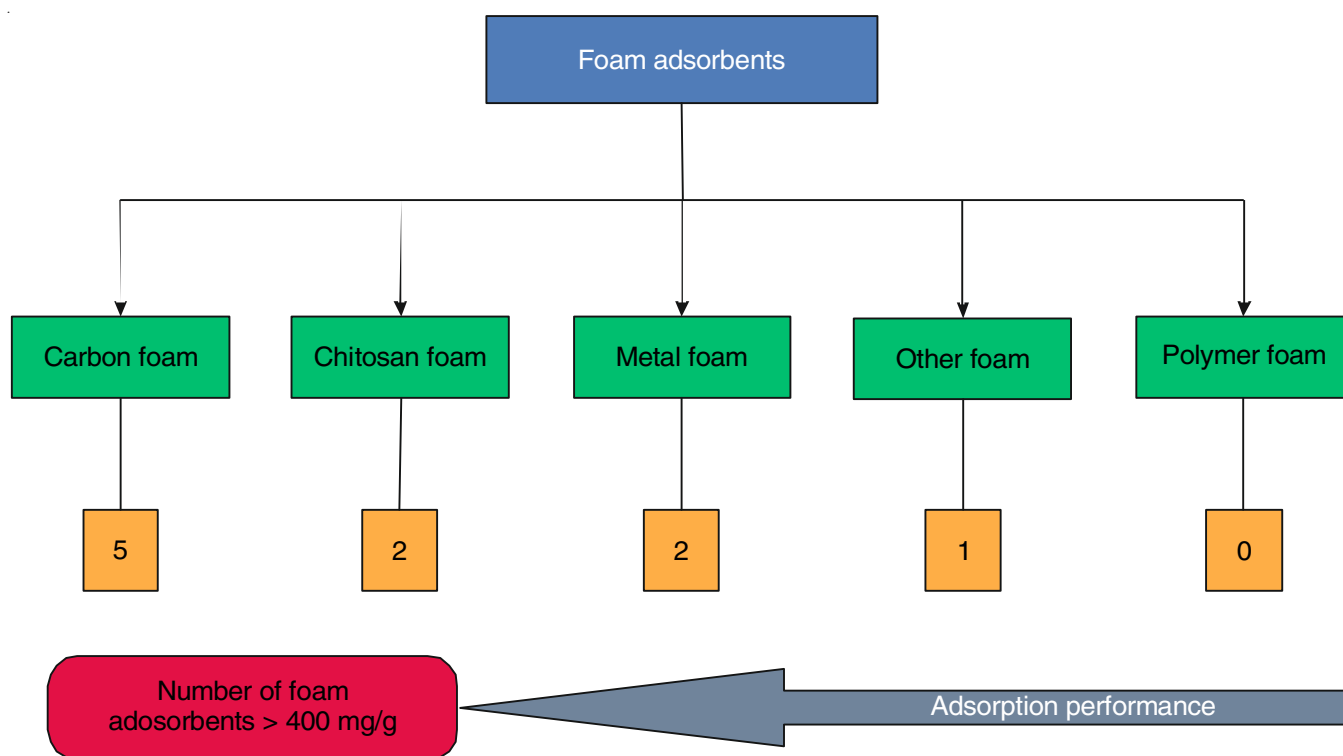 Foam adsorbents
Carbon foam
Chitosan foam
Metal foam
Other foam
Polymer foam
5
2
2
1
0
Number of foam
adosorbents > 400 mg/g
Adsorption performance